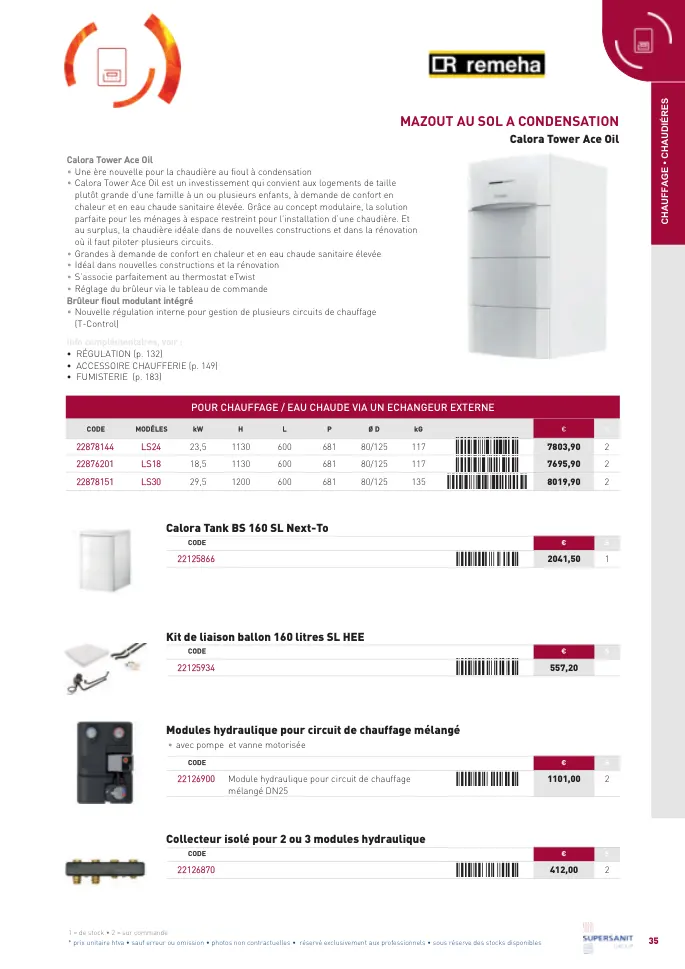 remeha
CHAUFFAGE • CHAUDIÈRES
MAZOUT AU SOL A CONDENSATION
Calora Tower Ace Oil
Calora Tower Ace Oil
• Une ère nouvelle pour la chaudière au fioul à condensation
• Calora Tower Ace Oil est un investissement qui convient aux logements de taille
plutôt grande d'une famille à un ou plusieurs enfants, à demande de confort en
chaleur et en eau chaude sanitaire élevée. Grâce au concept modulaire, la solution
parfaite pour les ménages à espace restreint pour l'installation d'une chaudière. Et
au surplus, la chaudière idéale dans de nouvelles constructions et dans la rénovation
où il faut piloter plusieurs circuits.
• Grandes à demande de confort en chaleur et en eau chaude sanitaire élevée
• Idéal dans nouvelles constructions et la rénovation
• S'associe parfaitement au thermostat eTwist
• Réglage du brûleur via le tableau de commande
Brûleur fioul modulant intégré
• Nouvelle régulation interne pour gestion de plusieurs circuits de chauffage
(T-Control)
Info complémentaires, voir :
• RÉGULATION (p. 132)
• ACCESSOIRE CHAUFFERIE (p. 149)
• FUMISTERIE (p. 183)
POUR CHAUFFAGE / EAU CHAUDE VIA UN ECHANGEUR EXTERNE
CODE MODÈLES kW H L P Ø D kG €
22878144 LS24 23,5 1130 600 681 80/125 117 7803,90 2
22876201 LS18 18,5 1130 600 681 80/125 117 7695,90 2
22878151 LS30 29,5 1200 600 681 80/125 135 8019,90 2
Calora Tank BS 160 SL Next-To
CODE €
22125866 2041,50 1
Kit de liaison ballon 160 litres SL HEE
CODE €
22125934 557,20
Modules hydraulique pour circuit de chauffage mélangé
• avec pompe et vanne motorisée
CODE €
22126900 Module hydraulique pour circuit de chauffage 1101,00 2
mélangé DN25
Collecteur isolé pour 2 ou 3 modules hydraulique
CODE €
22126870 412,00 2
1 = de stock • 2 = sur commande
* prix unitaire htva • sauf erreur ou omission • photos non contractuelles • réservé exclusivement aux professionnels • sous réserve des stocks disponibles
SUPERSANIT
GROUP
35